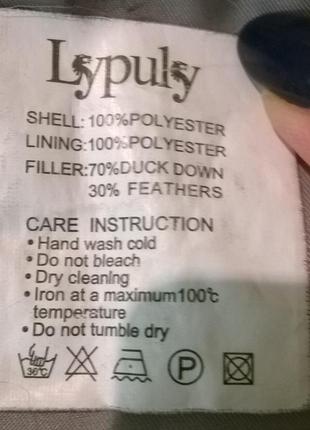 Lypuly
SHELL: 100%POLYESTER
LINING: 100%POLYESTER
FILLER: 70%DUCK DOWN
30% FEATHERS
CARE INSTRUCTION
• Hand wash cold
• Do not bleach
• Dry cleaning
• Iron at a maximum100℃
temperature
• Do not tumble dry
36℃ P